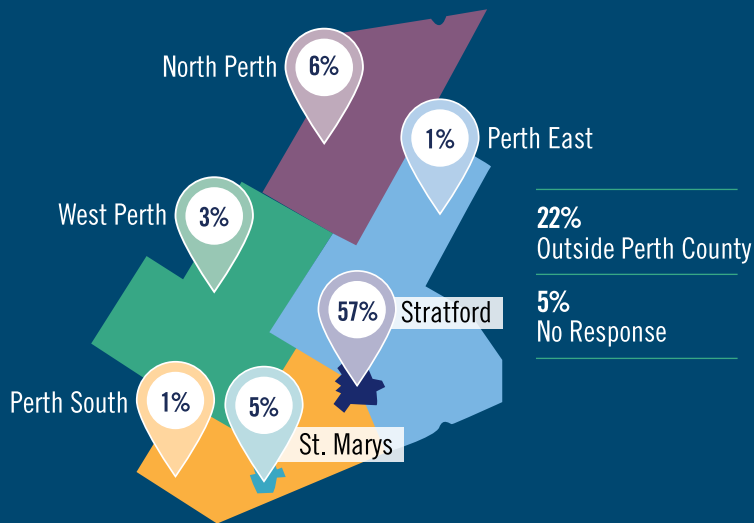 North Perth
6%
1%
Perth East
West Perth
3%
22%
Outside Perth County
57%
Stratford
5%
No Response
Perth South
1%
5%
St. Marys